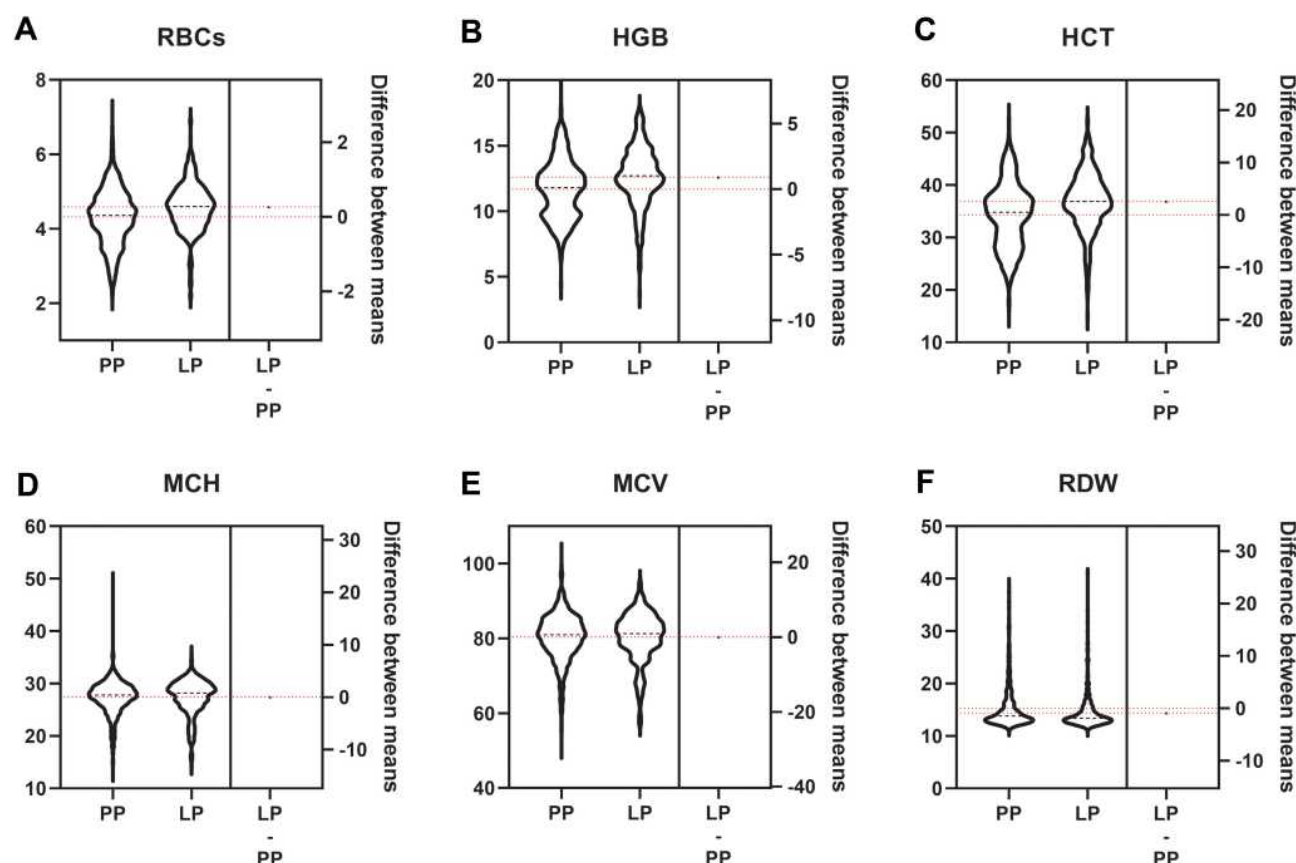 A
RBCs
8
6
4
2
2
0
-2
Difference between means
PP
LP
LP
-
PP
B
HGB
20
15
10
5
0
5
0
-5
-10
Difference between means
PP
LP
LP
-
PP
C
HCT
60
50
40
30
20
10
20
10
0
-10
-20
Difference between means
PP
LP
LP
-
PP
D
MCH
60
50
40
30
20
10
30
20
10
0
-10
Difference between means
PP
LP
LP
-
PP
E
MCV
100
80
60
40
20
0
-20
-40
Difference between means
PP
LP
LP
-
PP
F
RDW
50
40
30
20
10
0
30
20
10
0
-10
Difference between means
PP
LP
LP
-
PP